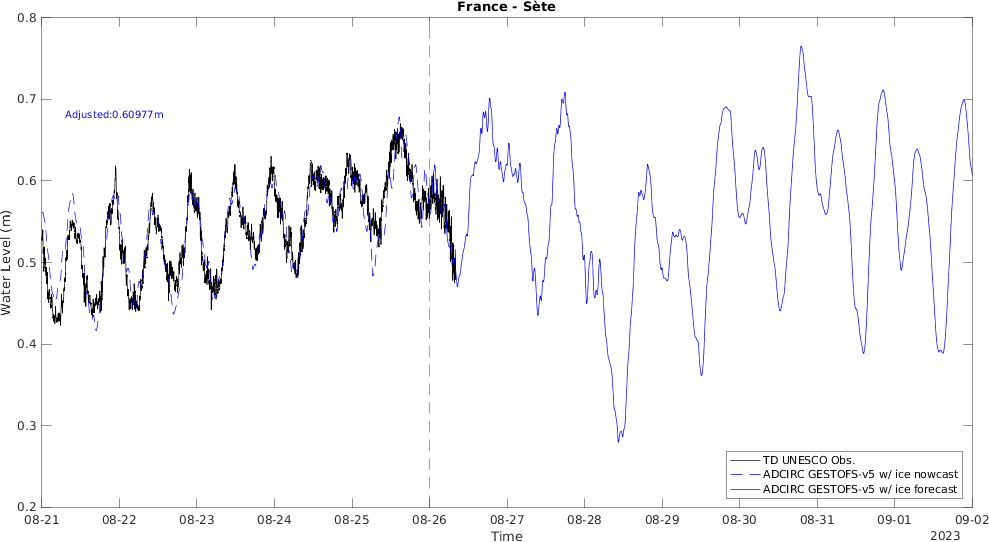 France - Sète
0.8
0.7
0.6
0.5
0.4
0.3
0.2
Water Level (m)
Adjusted:0.60977m
TD UNESCO Obs.
ADCIRC GESTOFS-v5 w/ ice nowcast
ADCIRC GESTOFS-v5 w/ ice forecast
08-21 08-22 08-23 08-24 08-25 08-26 08-27 08-28 08-29 08-30 08-31 09-01 09-02
Time
2023